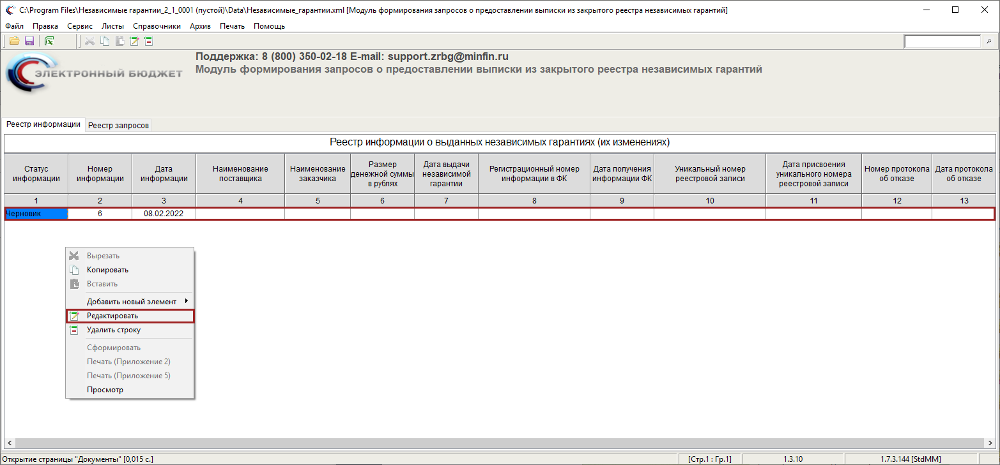 C:\Program Files\Независимые гарантии_2_1_0001 (пустой)\Data\Независимые_гарантии.xml [Модуль формирования запросов о предоставлении выписки из закрытого реестра независимых гарантий]
Файл Правка Сервис Листы Справочники Архив Печать Помощь
ЭЛЕКТРОННЫЙ БЮДЖЕТ
Поддержка: 8 (800) 350-02-18 E-mail: support.zrbg@minfin.ru
Модуль формирования запросов о предоставлении выписки из закрытого реестра независимых гарантий
Реестр информации Реестр запросов
Реестр информации о выданных независимых гарантиях (их изменениях)
Статус
информации
Номер
информации
Дата
информации
Наименование
поставщика
Наименование
заказчика
Размер
денежной суммы
в рублях
Дата выдачи
независимой
гарантии
Регистрационный номер
информации в ФК
Дата получения
информации ФК
Уникальный номер
реестровой записи
Дата присвоения
уникального номера
реестровой записи
Номер протокола
об отказе
Дата протокола
об отказе
1 2 3 4 5 6 7 8 9 10 11 12 13
Черновик 6 08.02.2022
Вырезать
Копировать
Вставить
Добавить новый элемент
Редактировать
Удалить строку
Сформировать
Печать (Приложение 2)
Печать (Приложение 5)
Просмотр
Открытие страницы "Документы" [0,015 с.] [Стр.1 : Гр.1] 1.3.10 1.7.3.144 [StdMM]